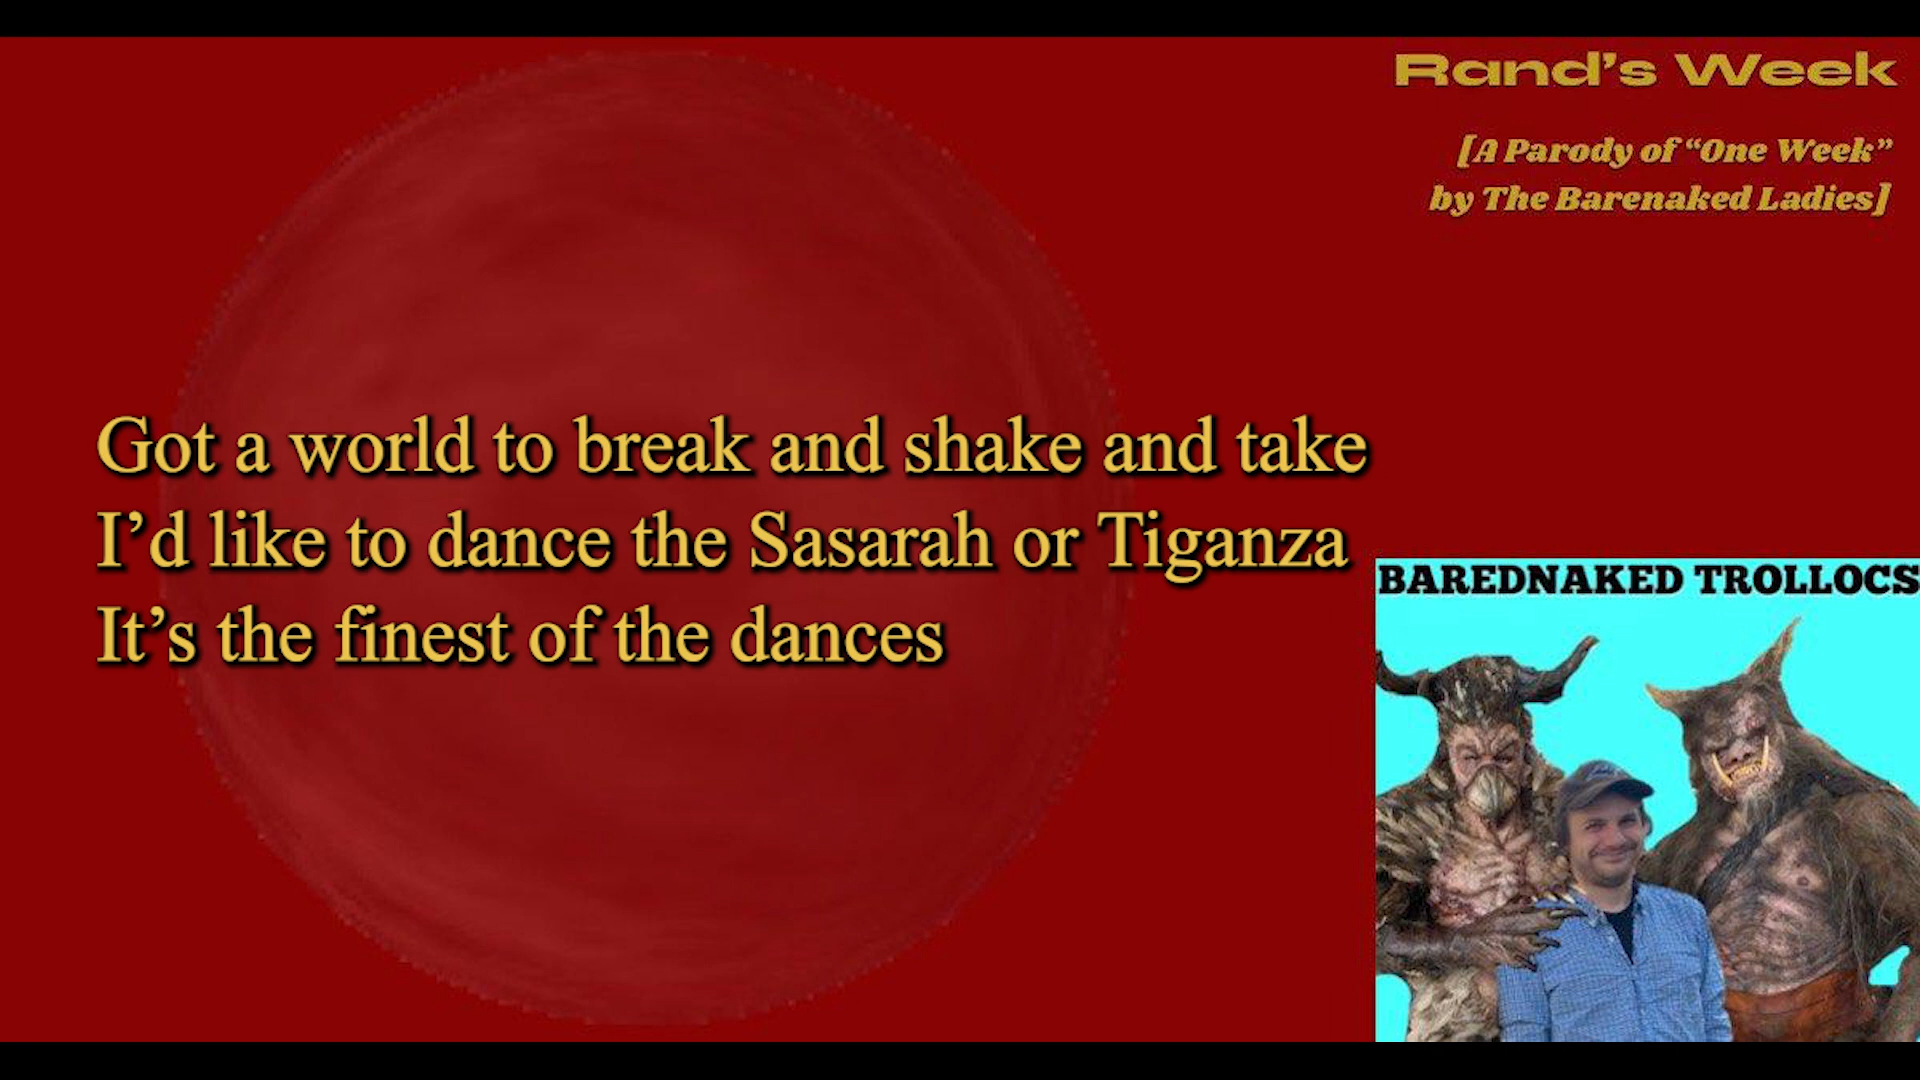 Rand’s Week
[A Parody of “One Week”
by The Barenaked Ladies]
Got a world to break and shake and take
I’d like to dance the Sasarah or Tiganza
It’s the finest of the dances
BAREDNAKED TROLLOCS